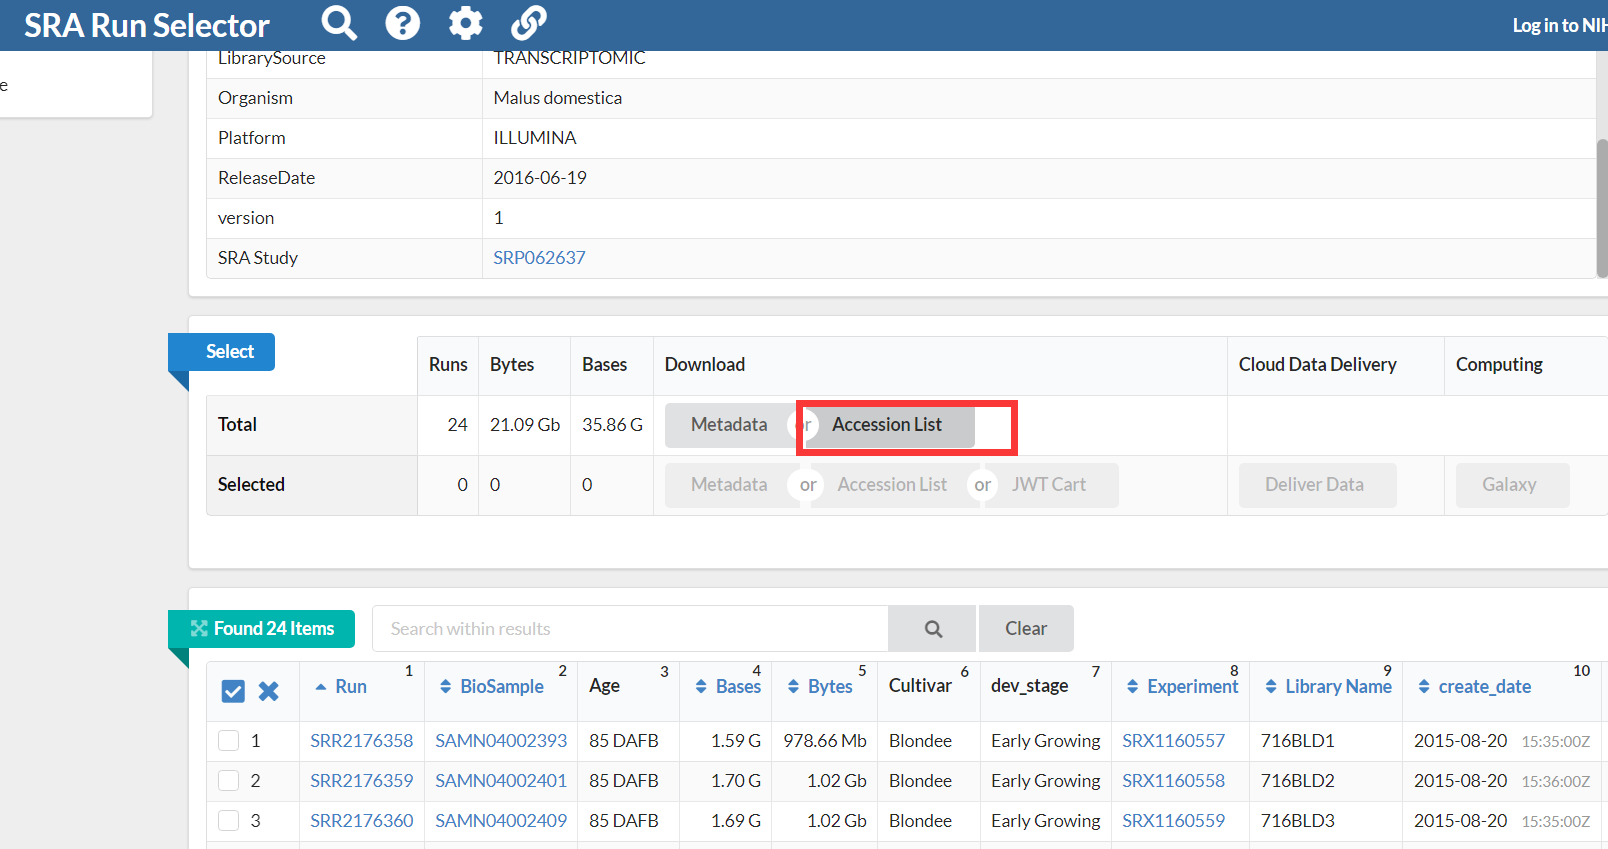 SRA Run Selector
Log in to NIH
e
LibrarySource TRANSCRIPTOMIC
Organism Malus domestica
Platform ILLUMINA
ReleaseDate 2016-06-19
version 1
SRA Study SRP062637
Select Runs Bytes Bases Download Cloud Data Delivery Computing
Total 24 21.09 Gb 35.86 G Metadata or Accession List
Selected 0 0 0 Metadata or Accession List or JWT Cart Deliver Data Galaxy
Found 24 Items Search within results Clear
1 2 3 4 5 6 7 8 9 10
Run BioSample Age Bases Bytes Cultivar dev_stage Experiment Library Name create_date
1 SRR2176358 SAMN04002393 85 DAFB 1.59 G 978.66 Mb Blondee Early Growing SRX1160557 716BLD1 2015-08-20 15:35:00Z
2 SRR2176359 SAMN04002401 85 DAFB 1.70 G 1.02 Gb Blondee Early Growing SRX1160558 716BLD2 2015-08-20 15:36:00Z
3 SRR2176360 SAMN04002409 85 DAFB 1.69 G 1.02 Gb Blondee Early Growing SRX1160559 716BLD3 2015-08-20 15:35:00Z